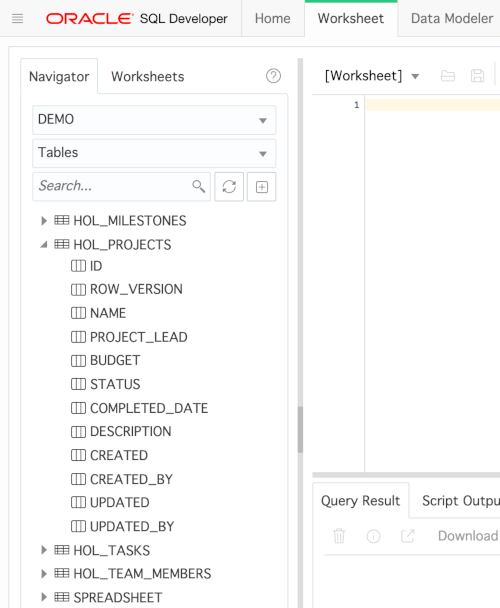 ORACLE SQL Developer Home Worksheet Data Modeler
Navigator Worksheets
[Worksheet]
DEMO
1
Tables
Search...
HOL_MILESTONES
HOL_PROJECTS
ID
ROW_VERSION
NAME
PROJECT_LEAD
BUDGET
STATUS
COMPLETED_DATE
DESCRIPTION
CREATED
CREATED_BY
UPDATED
UPDATED_BY
HOL_TASKS
HOL_TEAM_MEMBERS
SPREADSHEET
Query Result Script Outpu
Download